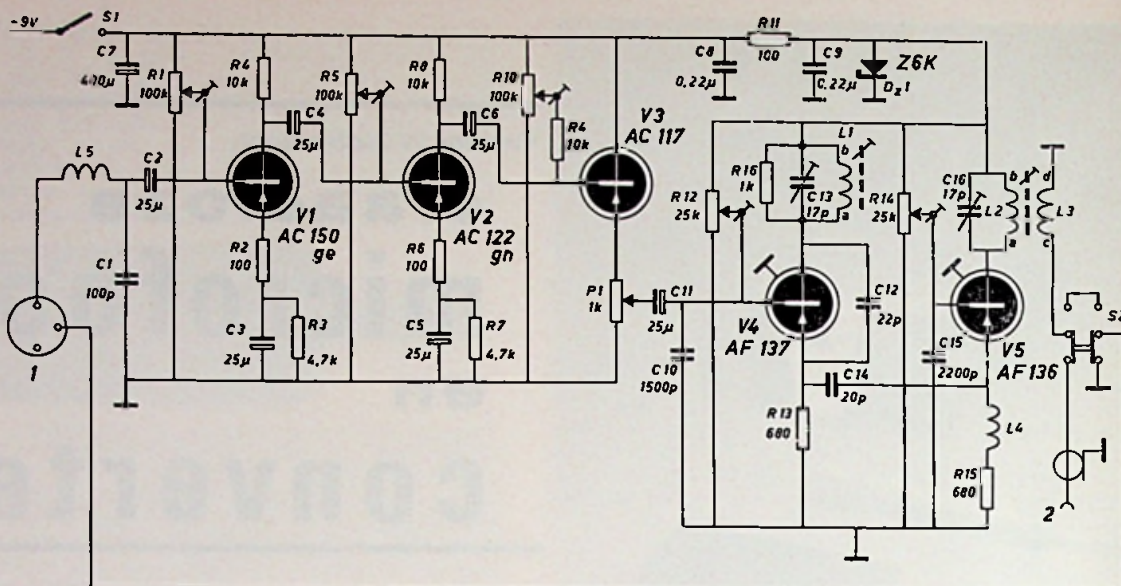 -9V
S1
C7
400µ
R1
100k
R4
10k
R5
100k
R8
10k
R10
100k
C8
0,22µ
R11
100
C9
0,22µ
Z6K
Dz1
C4
25µ
C6
25µ
R4
10k
V3
AC 117
L5
C2
25µ
C1
100p
V1
AC 150
ge
R2
100
C3
25µ
R3
4,7k
V2
AC 122
gn
R6
100
C5
25µ
R7
4,7k
P1
1k
C11
25µ
C10
1500p
R12
25k
R16
1k
C13
17p
L1
b
a
R14
25k
C16
17p
L2
b
a
d
L3
c
V4
AF 137
C12
22p
C14
20p
R13
680
C15
2200p
V5
AF 136
L4
R15
680
1
2